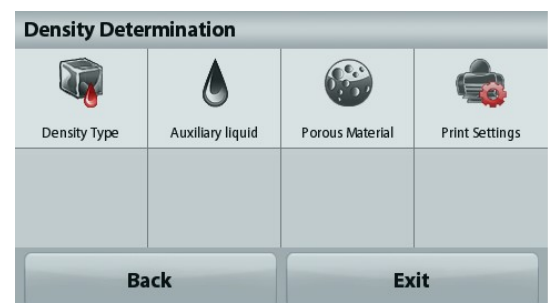 Density Determination
Density Type Auxiliary liquid Porous Material Print Settings
Back Exit